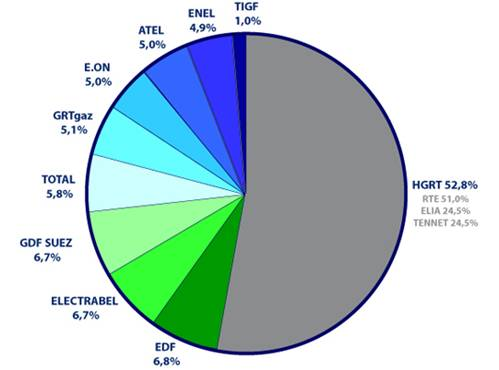 TIGF
1,0%
ENEL
4,9%
ATEL
5,0%
E.ON
5,0%
GRTgaz
5,1%
TOTAL
5,8%
GDF SUEZ
6,7%
ELECTRABEL
6,7%
EDF
6,8%
HGRT 52,8%
RTE 51,0%
ELIA 24,5%
TENNET 24,5%